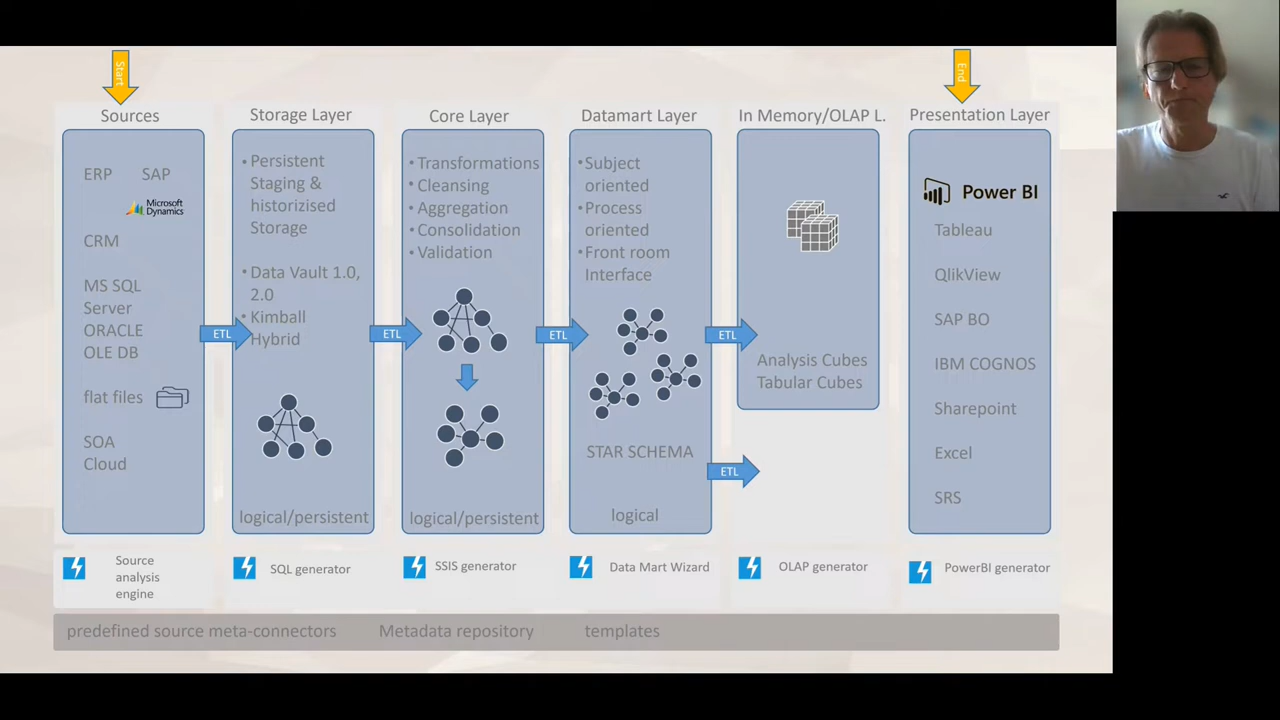 Start
End
Sources
Storage Layer
Core Layer
Datamart Layer
In Memory/OLAP L.
Presentation Layer
ERP SAP
Microsoft
Dynamics
CRM
MS SQL
Server
ORACLE
OLE DB
flat files
SOA
Cloud
ETL
• Persistent
Staging &
historizised
Storage
• Data Vault 1.0,
2.0
• Kimball
Hybrid
logical/persistent
ETL
• Transformations
• Cleansing
• Aggregation
• Consolidation
• Validation
logical/persistent
ETL
• Subject
oriented
• Process
oriented
• Front room
Interface
STAR SCHEMA
logical
ETL
ETL
Analysis Cubes
Tabular Cubes
Power BI
Tableau
QlikView
SAP BO
IBM COGNOS
Sharepoint
Excel
SRS
Source
analysis
engine
SQL generator
SSIS generator
Data Mart Wizard
OLAP generator
PowerBI generator
predefined source meta-connectors
Metadata repository
templates